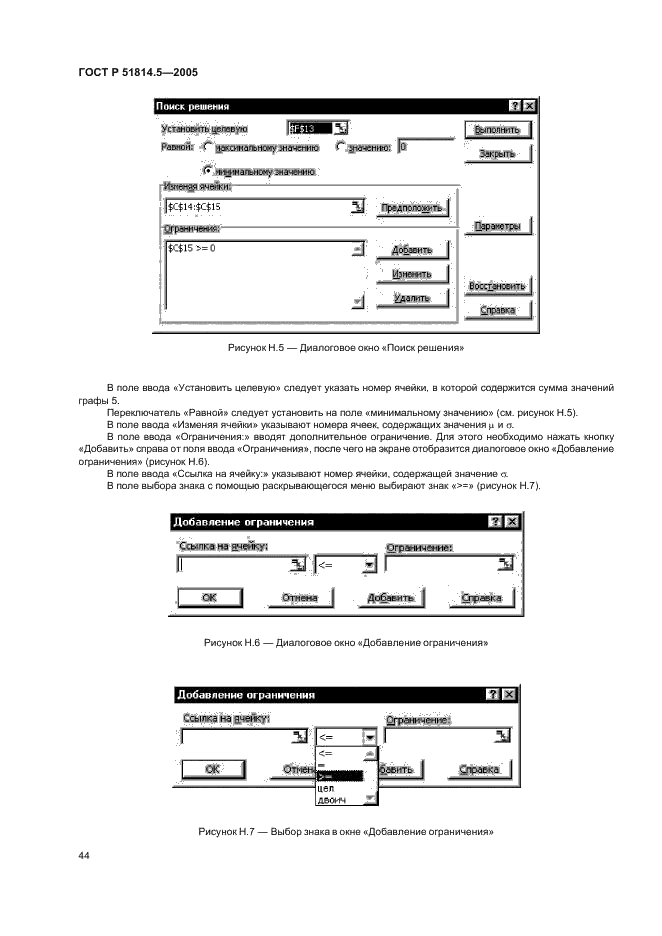 ГОСТ Р 51814.5—2005
Поиск решения
Установить целевую $F$13 Выполнить
Равной: максимальному значению значению: 0 Закрыть
минимальному значению
Изменяя ячейки:
$C$14:$C$15 Предположить
Параметры
Ограничения:
$C$15 >= 0 Добавить
Изменить
Восстановить
Удалить
Справка
Рисунок Н.5 — Диалоговое окно «Поиск решения»
В поле ввода «Установить целевую» следует указать номер ячейки, в которой содержится сумма значений
графы 5.
Переключатель «Равной» следует установить на поле «минимальному значению» (см. рисунок Н.5).
В поле ввода «Изменяя ячейки» указывают номера ячеек, содержащих значения μ и σ.
В поле ввода «Ограничения:» вводят дополнительное ограничение. Для этого необходимо нажать кнопку
«Добавить» справа от поля ввода «Ограничения», после чего на экране отобразится диалоговое окно «Добавление
ограничения» (рисунок Н.6).
В поле ввода «Ссылка на ячейку:» указывают номер ячейки, содержащей значение σ.
В поле выбора знака с помощью раскрывающегося меню выбирают знак «>=» (рисунок Н.7).
Добавление ограничения
Ссылка на ячейку: Ограничение:
<=
ОК Отмена Добавить Справка
Рисунок Н.6 — Диалоговое окно «Добавление ограничения»
Добавление ограничения
Ссылка на ячейку: Ограничение:
<=
<=
=
>=
ОК Отмена бавить Справка
цел
двоич
Рисунок Н.7 — Выбор знака в окне «Добавление ограничения»
44